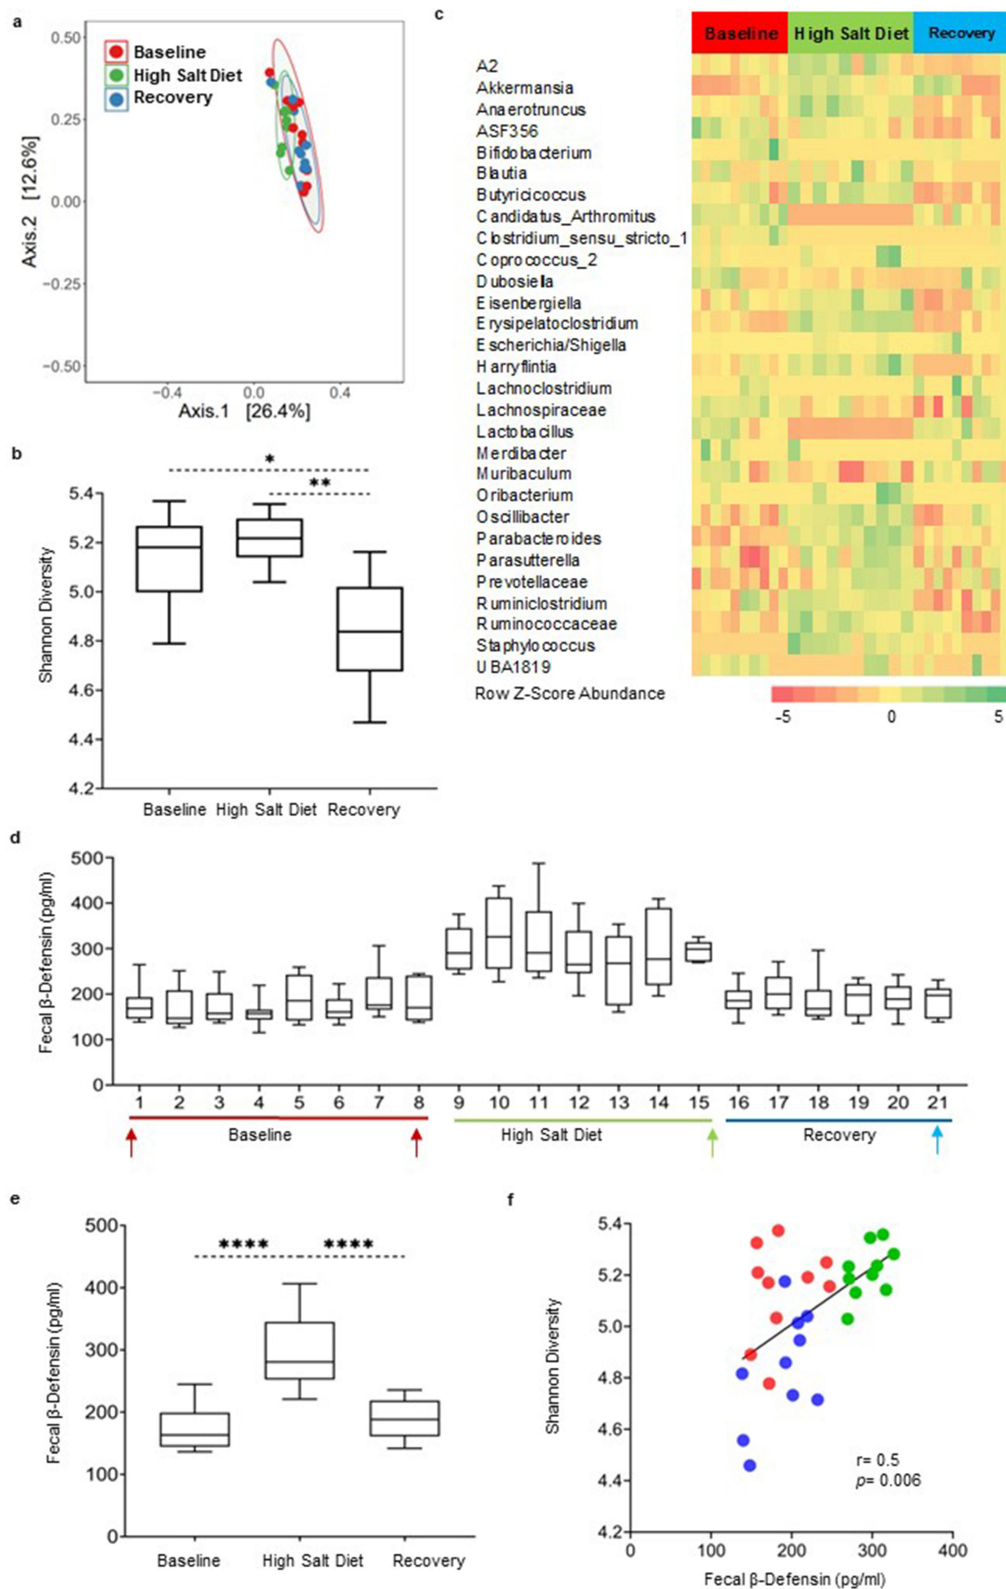 a
0.50
0.25
0.00
−0.25
−0.50
Axis.2 [12.6%]
Baseline
High Salt Diet
Recovery
−0.4
0.0
0.4
Axis.1 [26.4%]
b
Shannon Diversity
5.4
5.2
5.0
4.8
4.6
4.4
4.2
*
**
Baseline High Salt Diet Recovery
c
Baseline High Salt Diet Recovery
A2
Akkermansia
Anaerotruncus
ASF356
Bifidobacterium
Blautia
Butyricicoccus
Candidatus_Arthromitus
Clostridium_sensu_stricto_1
Coprococcus_2
Dubosiella
Eisenbergiella
Erysipelatoclostridium
Escherichia/Shigella
Harryflintia
Lachnoclostridium
Lachnospiraceae
Lactobacillus
Merdibacter
Muribaculum
Oribacterium
Oscillibacter
Parabacteroides
Parasutterella
Prevotellaceae
Ruminiclostridium
Ruminococcaceae
Staphylococcus
UBA1819
Row Z-Score Abundance
-5 0 5
d
Fecal β-Defensin (pg/ml)
500
400
300
200
100
0
1 2 3 4 5 6 7 8 9 10 11 12 13 14 15 16 17 18 19 20 21
Baseline High Salt Diet Recovery
e
Fecal β-Defensin (pg/ml)
500
400
300
200
100
0
**** ****
Baseline High Salt Diet Recovery
f
Shannon Diversity
5.4
5.2
5.0
4.8
4.6
4.4
4.2
r= 0.5
p= 0.006
0 100 200 300 400
Fecal β-Defensin (pg/ml)